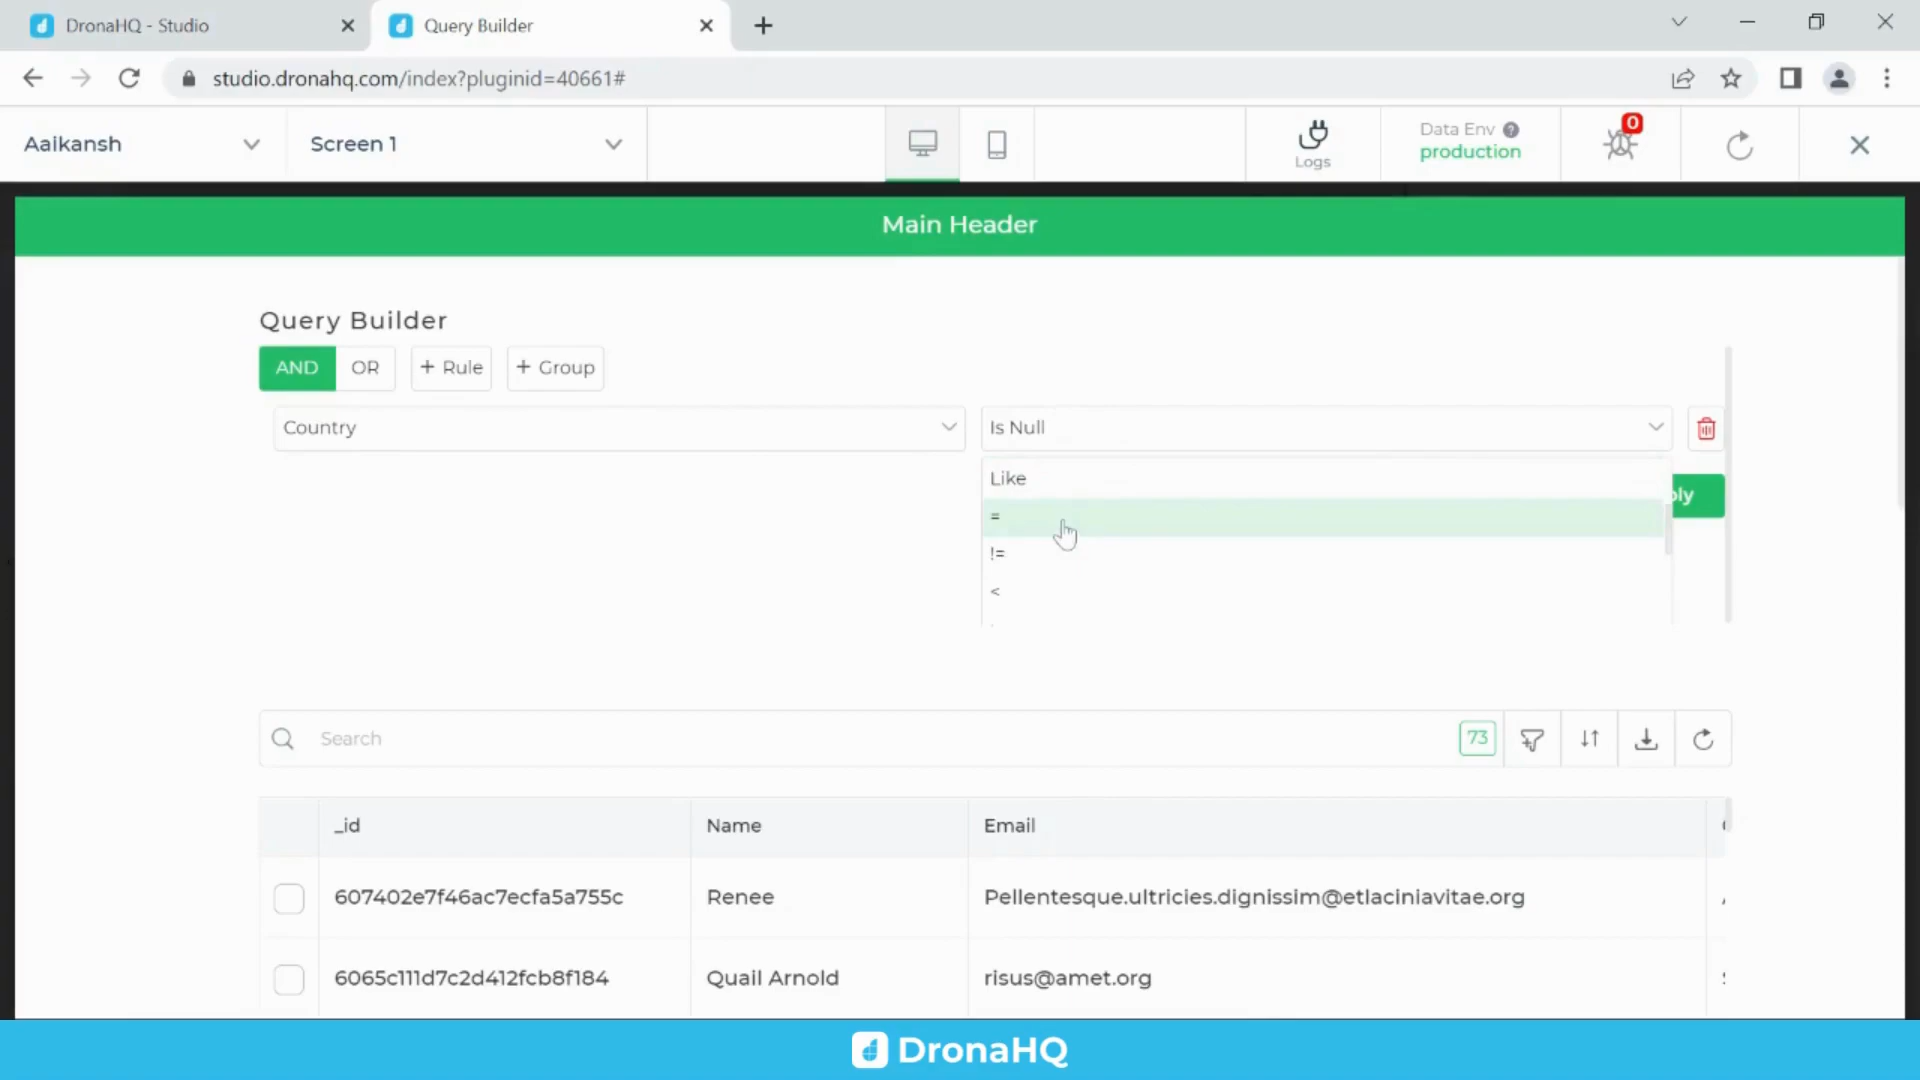 DronaHQ - Studio
Query Builder
studio.dronahq.com/index?pluginid=40661#
Aaikansh
Screen 1
Logs
Data Env
production
0
Main Header
Query Builder
AND OR + Rule + Group
Country
Is Null
Like
=
!=
<
ply
Search
73
_id Name Email
607402e7f46ac7ecfa5a755c Renee Pellentesque.ultricies.dignissim@etlaciniavitae.org
6065c111d7c2d412fcb8f184 Quail Arnold risus@amet.org
DronaHQ